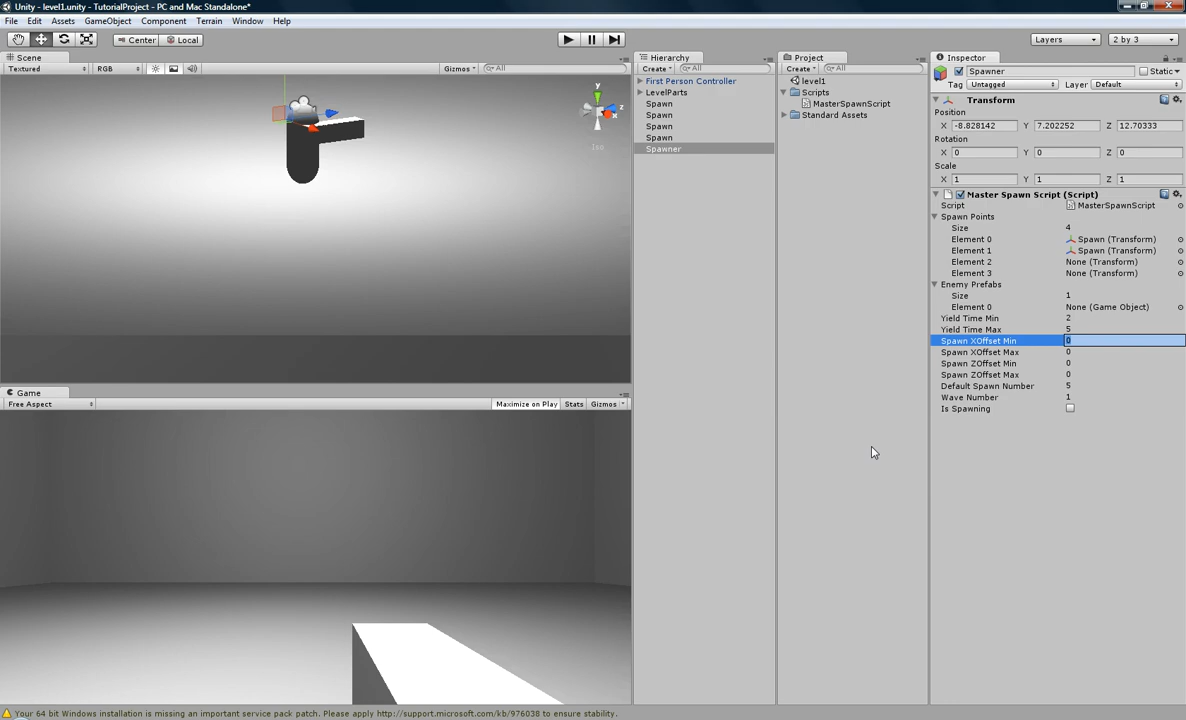 Unity - level1.unity - TutorialProject - PC and Mac Standalone*
File Edit Assets GameObject Component Terrain Window Help
Center Local Layers 2 by 3
Scene
Textured RGB Gizmos All
y
z
Iso
Game
Free Aspect Maximize on Play Stats Gizmos
Hierarchy
Create All
First Person Controller
LevelParts
Spawn
Spawn
Spawn
Spawn
Spawner
Project
Create All
level1
Scripts
MasterSpawnScript
Standard Assets
Inspector
Spawner Static
Tag Untagged Layer Default
Transform
Position
X -8.828142 Y 7.202252 Z 12.70333
Rotation
X 0 Y 0 Z 0
Scale
X 1 Y 1 Z 1
Master Spawn Script (Script)
Script MasterSpawnScript
Spawn Points
Size 4
Element 0 Spawn (Transform)
Element 1 Spawn (Transform)
Element 2 None (Transform)
Element 3 None (Transform)
Enemy Prefabs
Size 1
Element 0 None (Game Object)
Yield Time Min 2
Yield Time Max 5
Spawn XOffset Min 0
Spawn XOffset Max 0
Spawn ZOffset Min 0
Spawn ZOffset Max 0
Default Spawn Number 5
Wave Number 1
Is Spawning
Your 64 bit Windows installation is missing an important service pack patch. Please apply http://support.microsoft.com/kb/976038 to ensure stability.